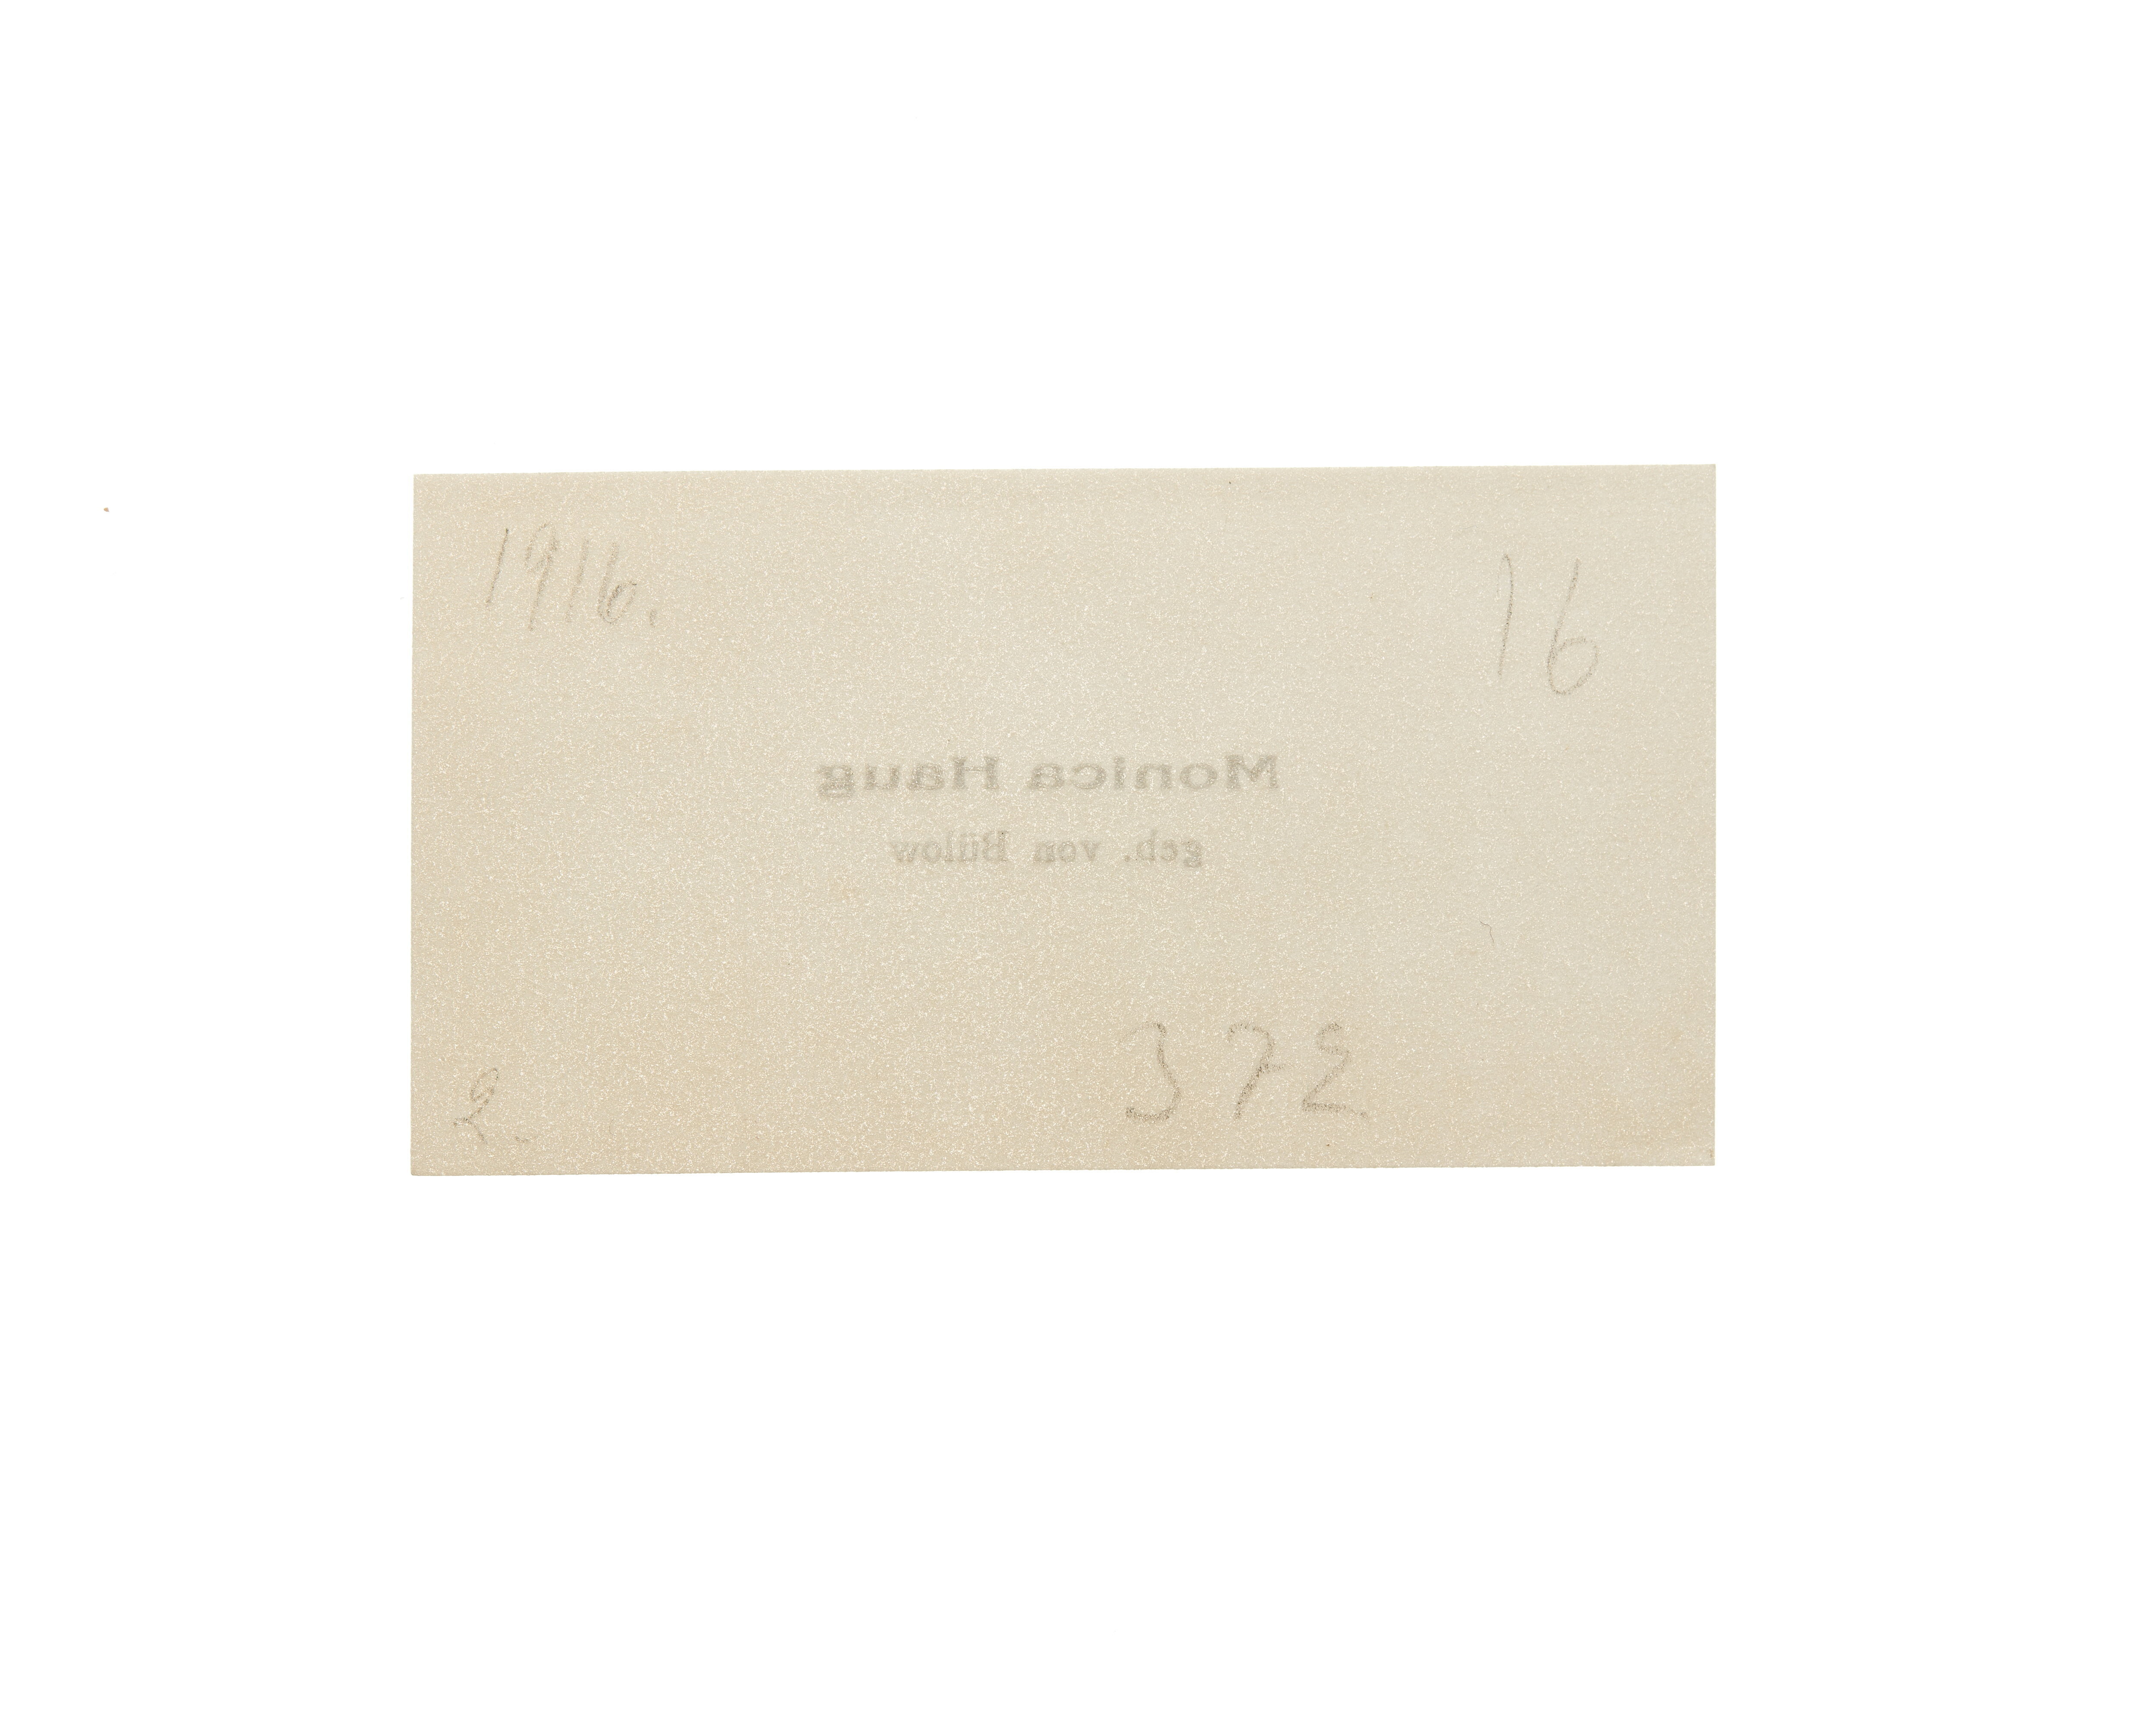 1916.
16
Monica Haug
geb. von Bülow
372
2.